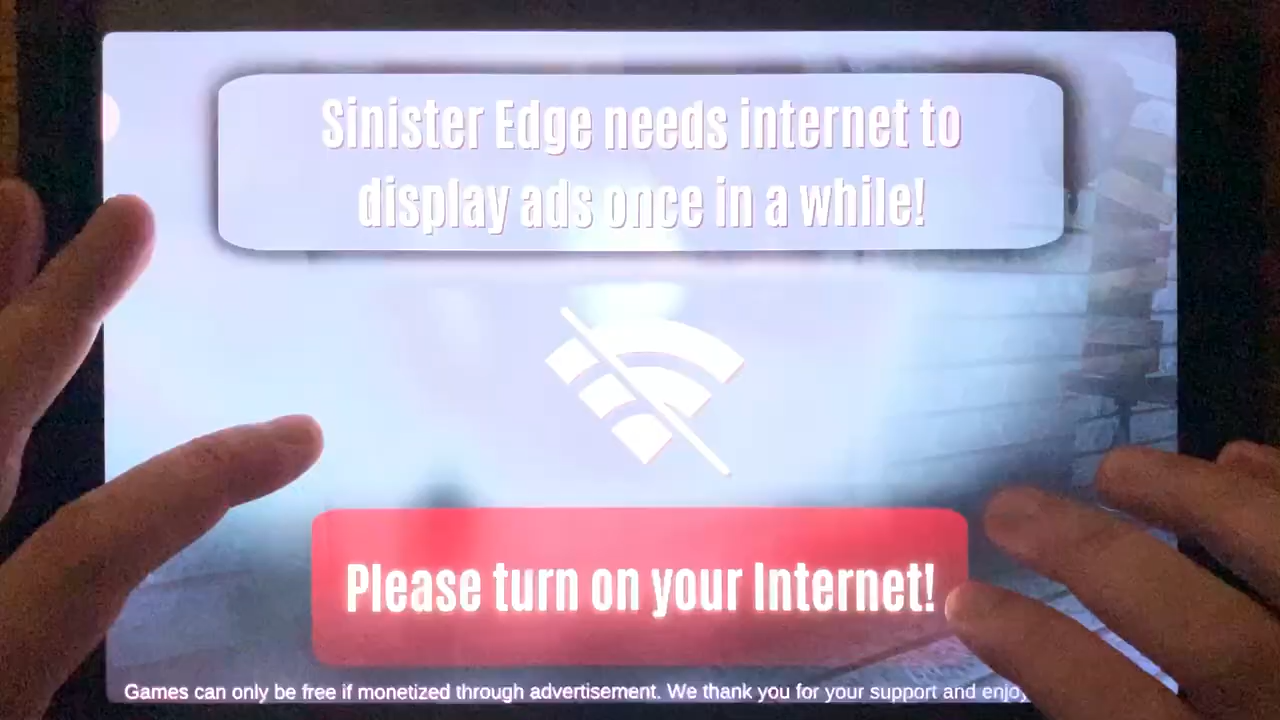 Sinister Edge needs internet to
display ads once in a while!
Please turn on your Internet!
Games can only be free if monetized through advertisement. We thank you for your support and